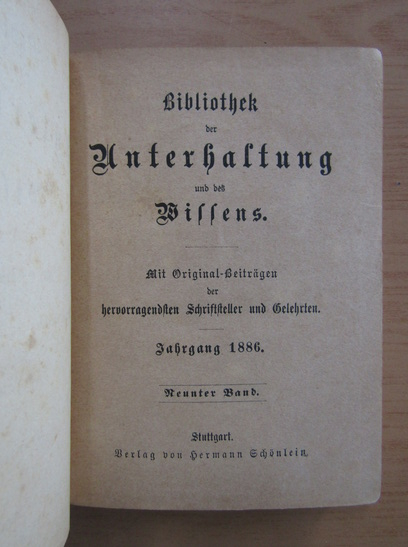 Bibliothek
der
Unterhaltung
und des
Wissens.
Mit Original-Beiträgen
der
hervorragendsten Schriftsteller und Gelehrten.
Jahrgang 1886.
Neunter Band.
Stuttgart.
Verlag von Hermann Schönlein.